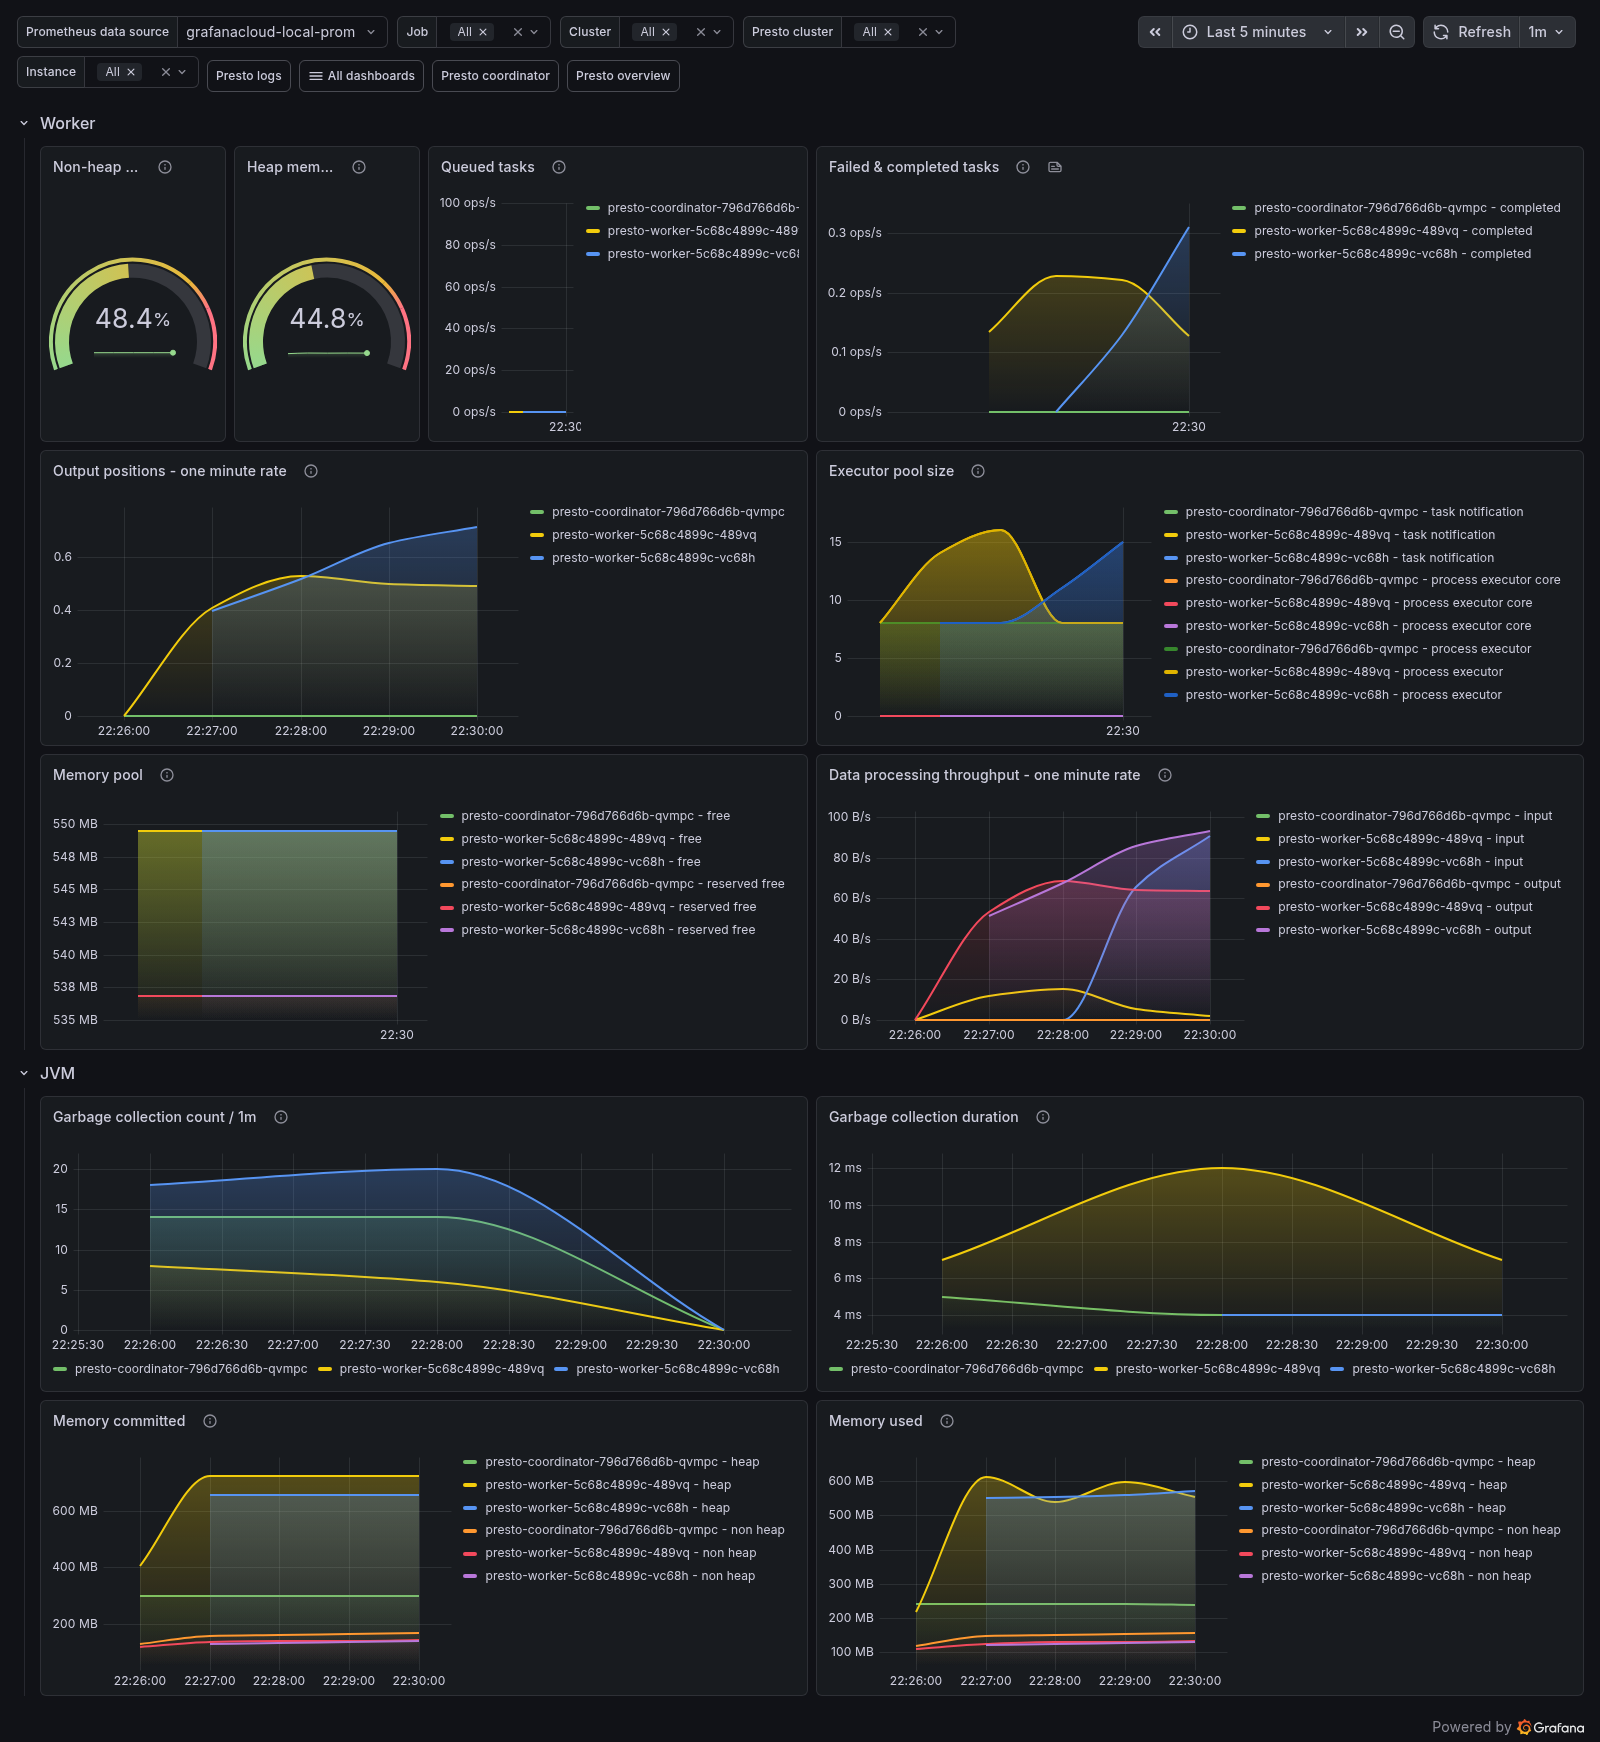 Prometheus data source grafanacloud-local-prom Job All Cluster All Presto cluster All Last 5 minutes Refresh 1m
Instance All Presto logs All dashboards Presto coordinator Presto overview
Worker
Non-heap ...
48.4%
Heap mem...
44.8%
Queued tasks
100 ops/s
80 ops/s
60 ops/s
40 ops/s
20 ops/s
0 ops/s
22:30
presto-coordinator-796d766d6b-
presto-worker-5c68c4899c-489
presto-worker-5c68c4899c-vc68
Failed & completed tasks
0.3 ops/s
0.2 ops/s
0.1 ops/s
0 ops/s
22:30
presto-coordinator-796d766d6b-qvmpc - completed
presto-worker-5c68c4899c-489vq - completed
presto-worker-5c68c4899c-vc68h - completed
Output positions - one minute rate
0.6
0.4
0.2
0
22:26:00 22:27:00 22:28:00 22:29:00 22:30:00
presto-coordinator-796d766d6b-qvmpc
presto-worker-5c68c4899c-489vq
presto-worker-5c68c4899c-vc68h
Executor pool size
15
10
5
0
22:30
presto-coordinator-796d766d6b-qvmpc - task notification
presto-worker-5c68c4899c-489vq - task notification
presto-worker-5c68c4899c-vc68h - task notification
presto-coordinator-796d766d6b-qvmpc - process executor core
presto-worker-5c68c4899c-489vq - process executor core
presto-worker-5c68c4899c-vc68h - process executor core
presto-coordinator-796d766d6b-qvmpc - process executor
presto-worker-5c68c4899c-489vq - process executor
presto-worker-5c68c4899c-vc68h - process executor
Memory pool
550 MB
548 MB
545 MB
543 MB
540 MB
538 MB
535 MB
22:30
presto-coordinator-796d766d6b-qvmpc - free
presto-worker-5c68c4899c-489vq - free
presto-worker-5c68c4899c-vc68h - free
presto-coordinator-796d766d6b-qvmpc - reserved free
presto-worker-5c68c4899c-489vq - reserved free
presto-worker-5c68c4899c-vc68h - reserved free
Data processing throughput - one minute rate
100 B/s
80 B/s
60 B/s
40 B/s
20 B/s
0 B/s
22:26:00 22:27:00 22:28:00 22:29:00 22:30:00
presto-coordinator-796d766d6b-qvmpc - input
presto-worker-5c68c4899c-489vq - input
presto-worker-5c68c4899c-vc68h - input
presto-coordinator-796d766d6b-qvmpc - output
presto-worker-5c68c4899c-489vq - output
presto-worker-5c68c4899c-vc68h - output
JVM
Garbage collection count / 1m
20
15
10
5
0
22:25:30 22:26:00 22:26:30 22:27:00 22:27:30 22:28:00 22:28:30 22:29:00 22:29:30 22:30:00
presto-coordinator-796d766d6b-qvmpc presto-worker-5c68c4899c-489vq presto-worker-5c68c4899c-vc68h
Garbage collection duration
12 ms
10 ms
8 ms
6 ms
4 ms
22:25:30 22:26:00 22:26:30 22:27:00 22:27:30 22:28:00 22:28:30 22:29:00 22:29:30 22:30:00
presto-coordinator-796d766d6b-qvmpc presto-worker-5c68c4899c-489vq presto-worker-5c68c4899c-vc68h
Memory committed
600 MB
400 MB
200 MB
22:26:00 22:27:00 22:28:00 22:29:00 22:30:00
presto-coordinator-796d766d6b-qvmpc - heap
presto-worker-5c68c4899c-489vq - heap
presto-worker-5c68c4899c-vc68h - heap
presto-coordinator-796d766d6b-qvmpc - non heap
presto-worker-5c68c4899c-489vq - non heap
presto-worker-5c68c4899c-vc68h - non heap
Memory used
600 MB
500 MB
400 MB
300 MB
200 MB
100 MB
22:26:00 22:27:00 22:28:00 22:29:00 22:30:00
presto-coordinator-796d766d6b-qvmpc - heap
presto-worker-5c68c4899c-489vq - heap
presto-worker-5c68c4899c-vc68h - heap
presto-coordinator-796d766d6b-qvmpc - non heap
presto-worker-5c68c4899c-489vq - non heap
presto-worker-5c68c4899c-vc68h - non heap
Powered by Grafana